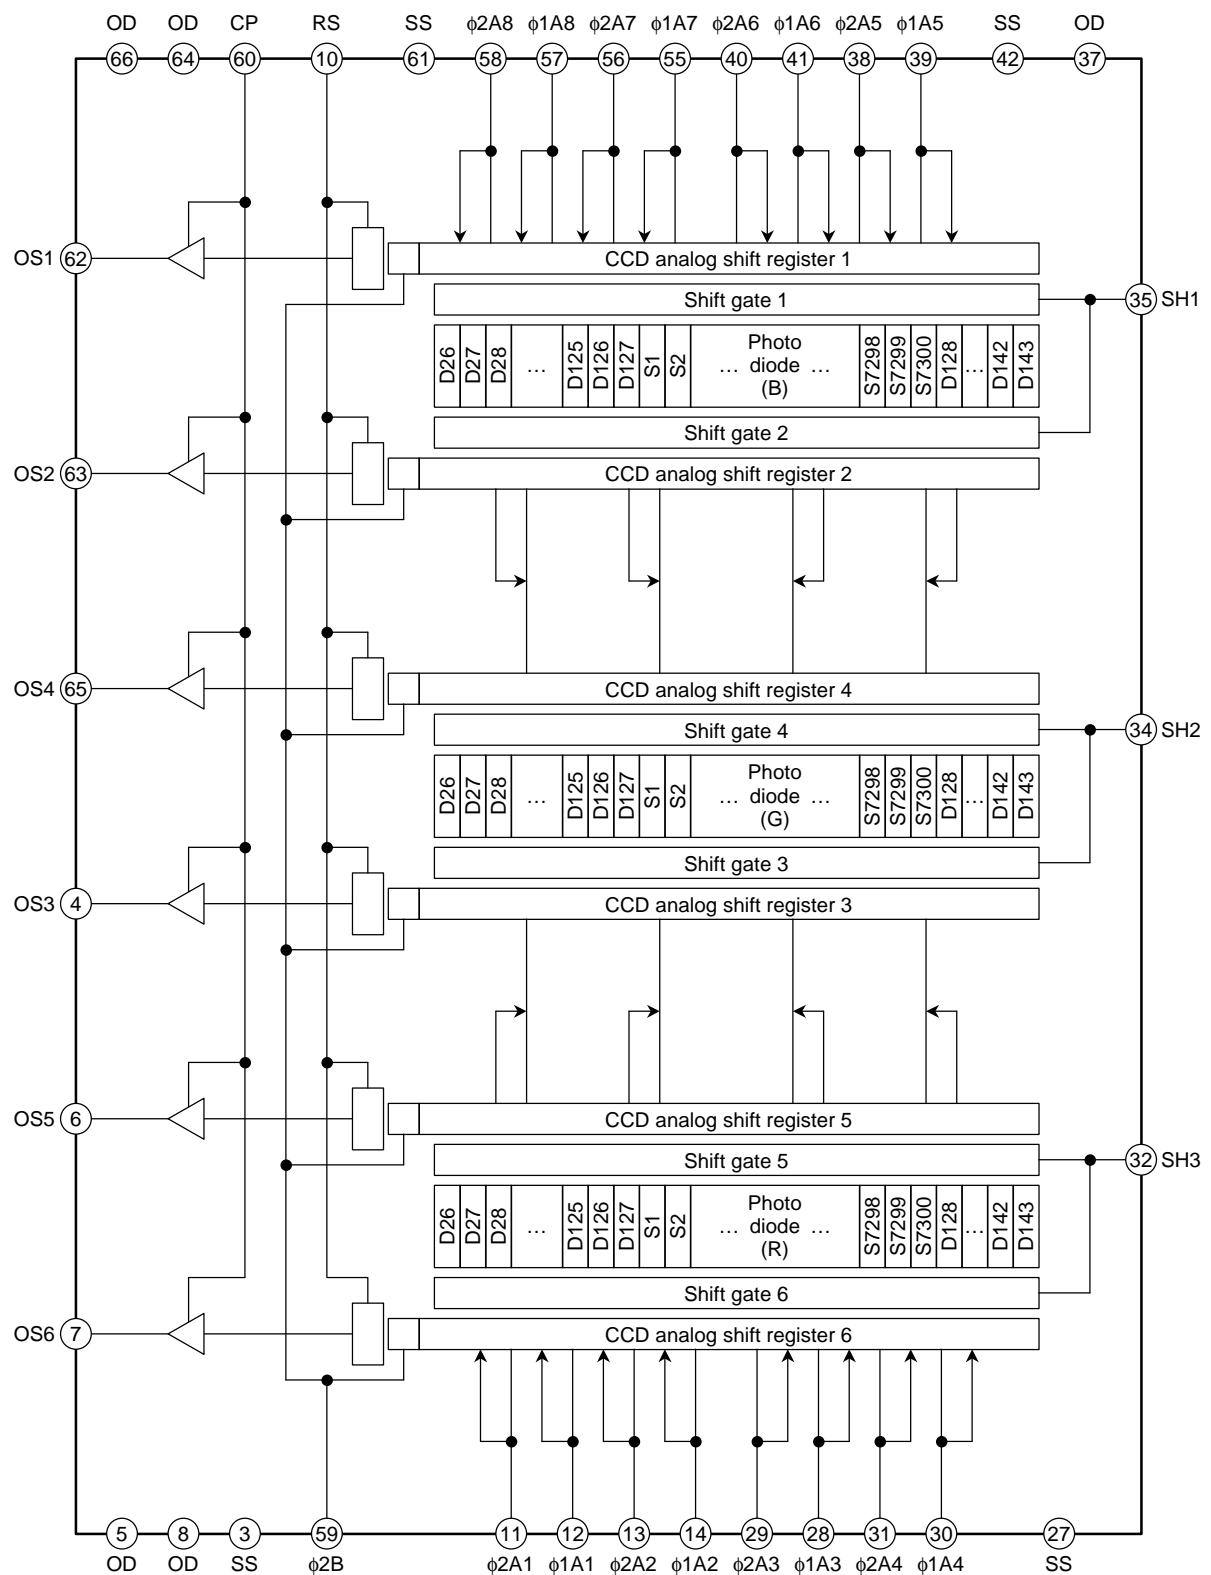 OD OD CP RS SS ϕ2A8 ϕ1A8 ϕ2A7 ϕ1A7 ϕ2A6 ϕ1A6 ϕ2A5 ϕ1A5 SS OD
66 64 60 10 61 58 57 56 55 40 41 38 39 42 37
OS1 62 CCD analog shift register 1
Shift gate 1 35 SH1
D26 D27 D28 … D125 D126 D127 S1 S2 … Photo diode (B) … S7298 S7299 S7300 D128 … D142 D143
Shift gate 2
OS2 63 CCD analog shift register 2
OS4 65 CCD analog shift register 4
Shift gate 4 34 SH2
D26 D27 D28 … D125 D126 D127 S1 S2 … Photo diode (G) … S7298 S7299 S7300 D128 … D142 D143
Shift gate 3
OS3 4 CCD analog shift register 3
OS5 6 CCD analog shift register 5
Shift gate 5 32 SH3
D26 D27 D28 … D125 D126 D127 S1 S2 … Photo diode (R) … S7298 S7299 S7300 D128 … D142 D143
Shift gate 6
OS6 7 CCD analog shift register 6
5 8 3 59 11 12 13 14 29 28 31 30 27
OD OD SS ϕ2B ϕ2A1 ϕ1A1 ϕ2A2 ϕ1A2 ϕ2A3 ϕ1A3 ϕ2A4 ϕ1A4 SS